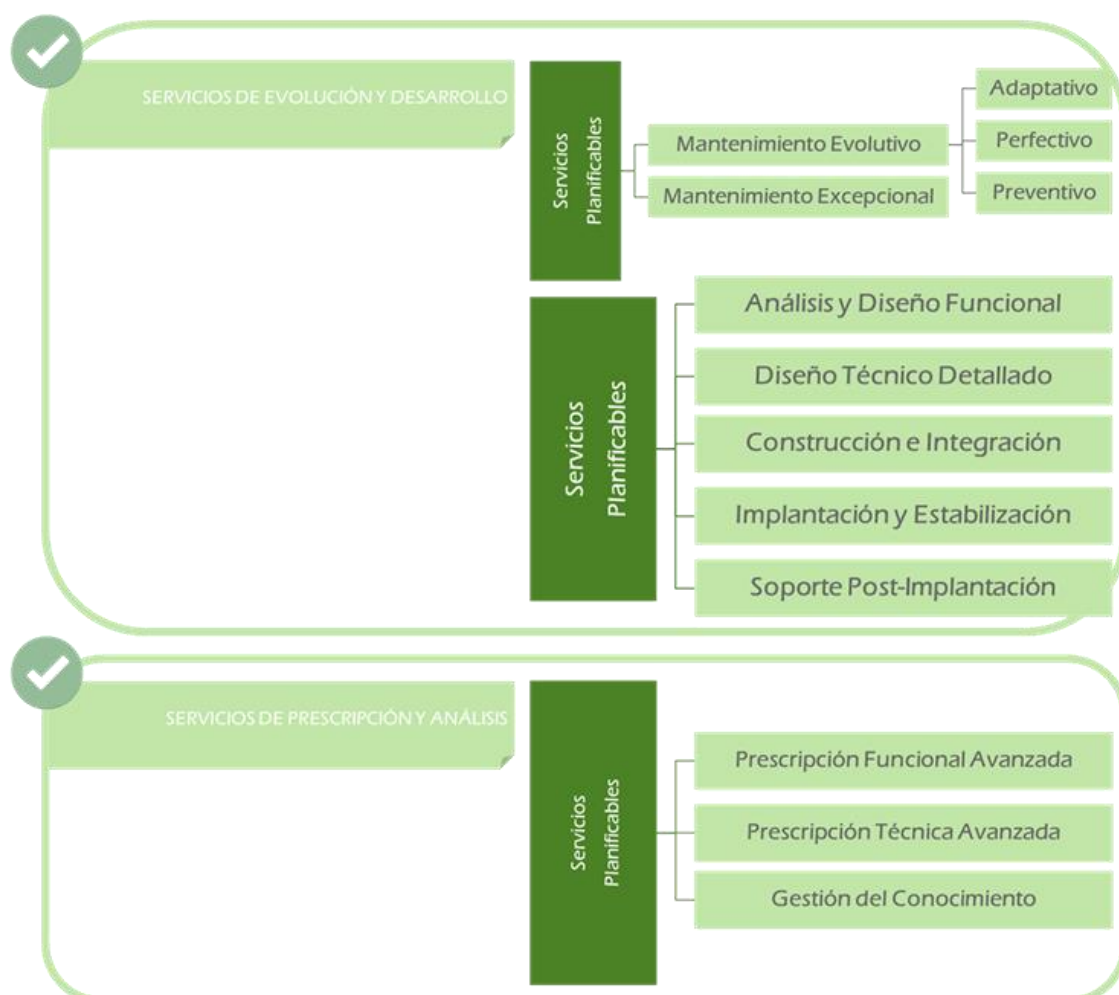 SERVICIOS DE EVOLUCIÓN Y DESARROLLO
Servicios
Planificables
Mantenimiento Evolutivo
Mantenimiento Excepcional
Adaptativo
Perfectivo
Preventivo
Servicios
Planificables
Análisis y Diseño Funcional
Diseño Técnico Detallado
Construcción e Integración
Implantación y Estabilización
Soporte Post-Implantación
SERVICIOS DE PRESCRIPCIÓN Y ANÁLISIS
Servicios
Planificables
Prescripción Funcional Avanzada
Prescripción Técnica Avanzada
Gestión del Conocimiento